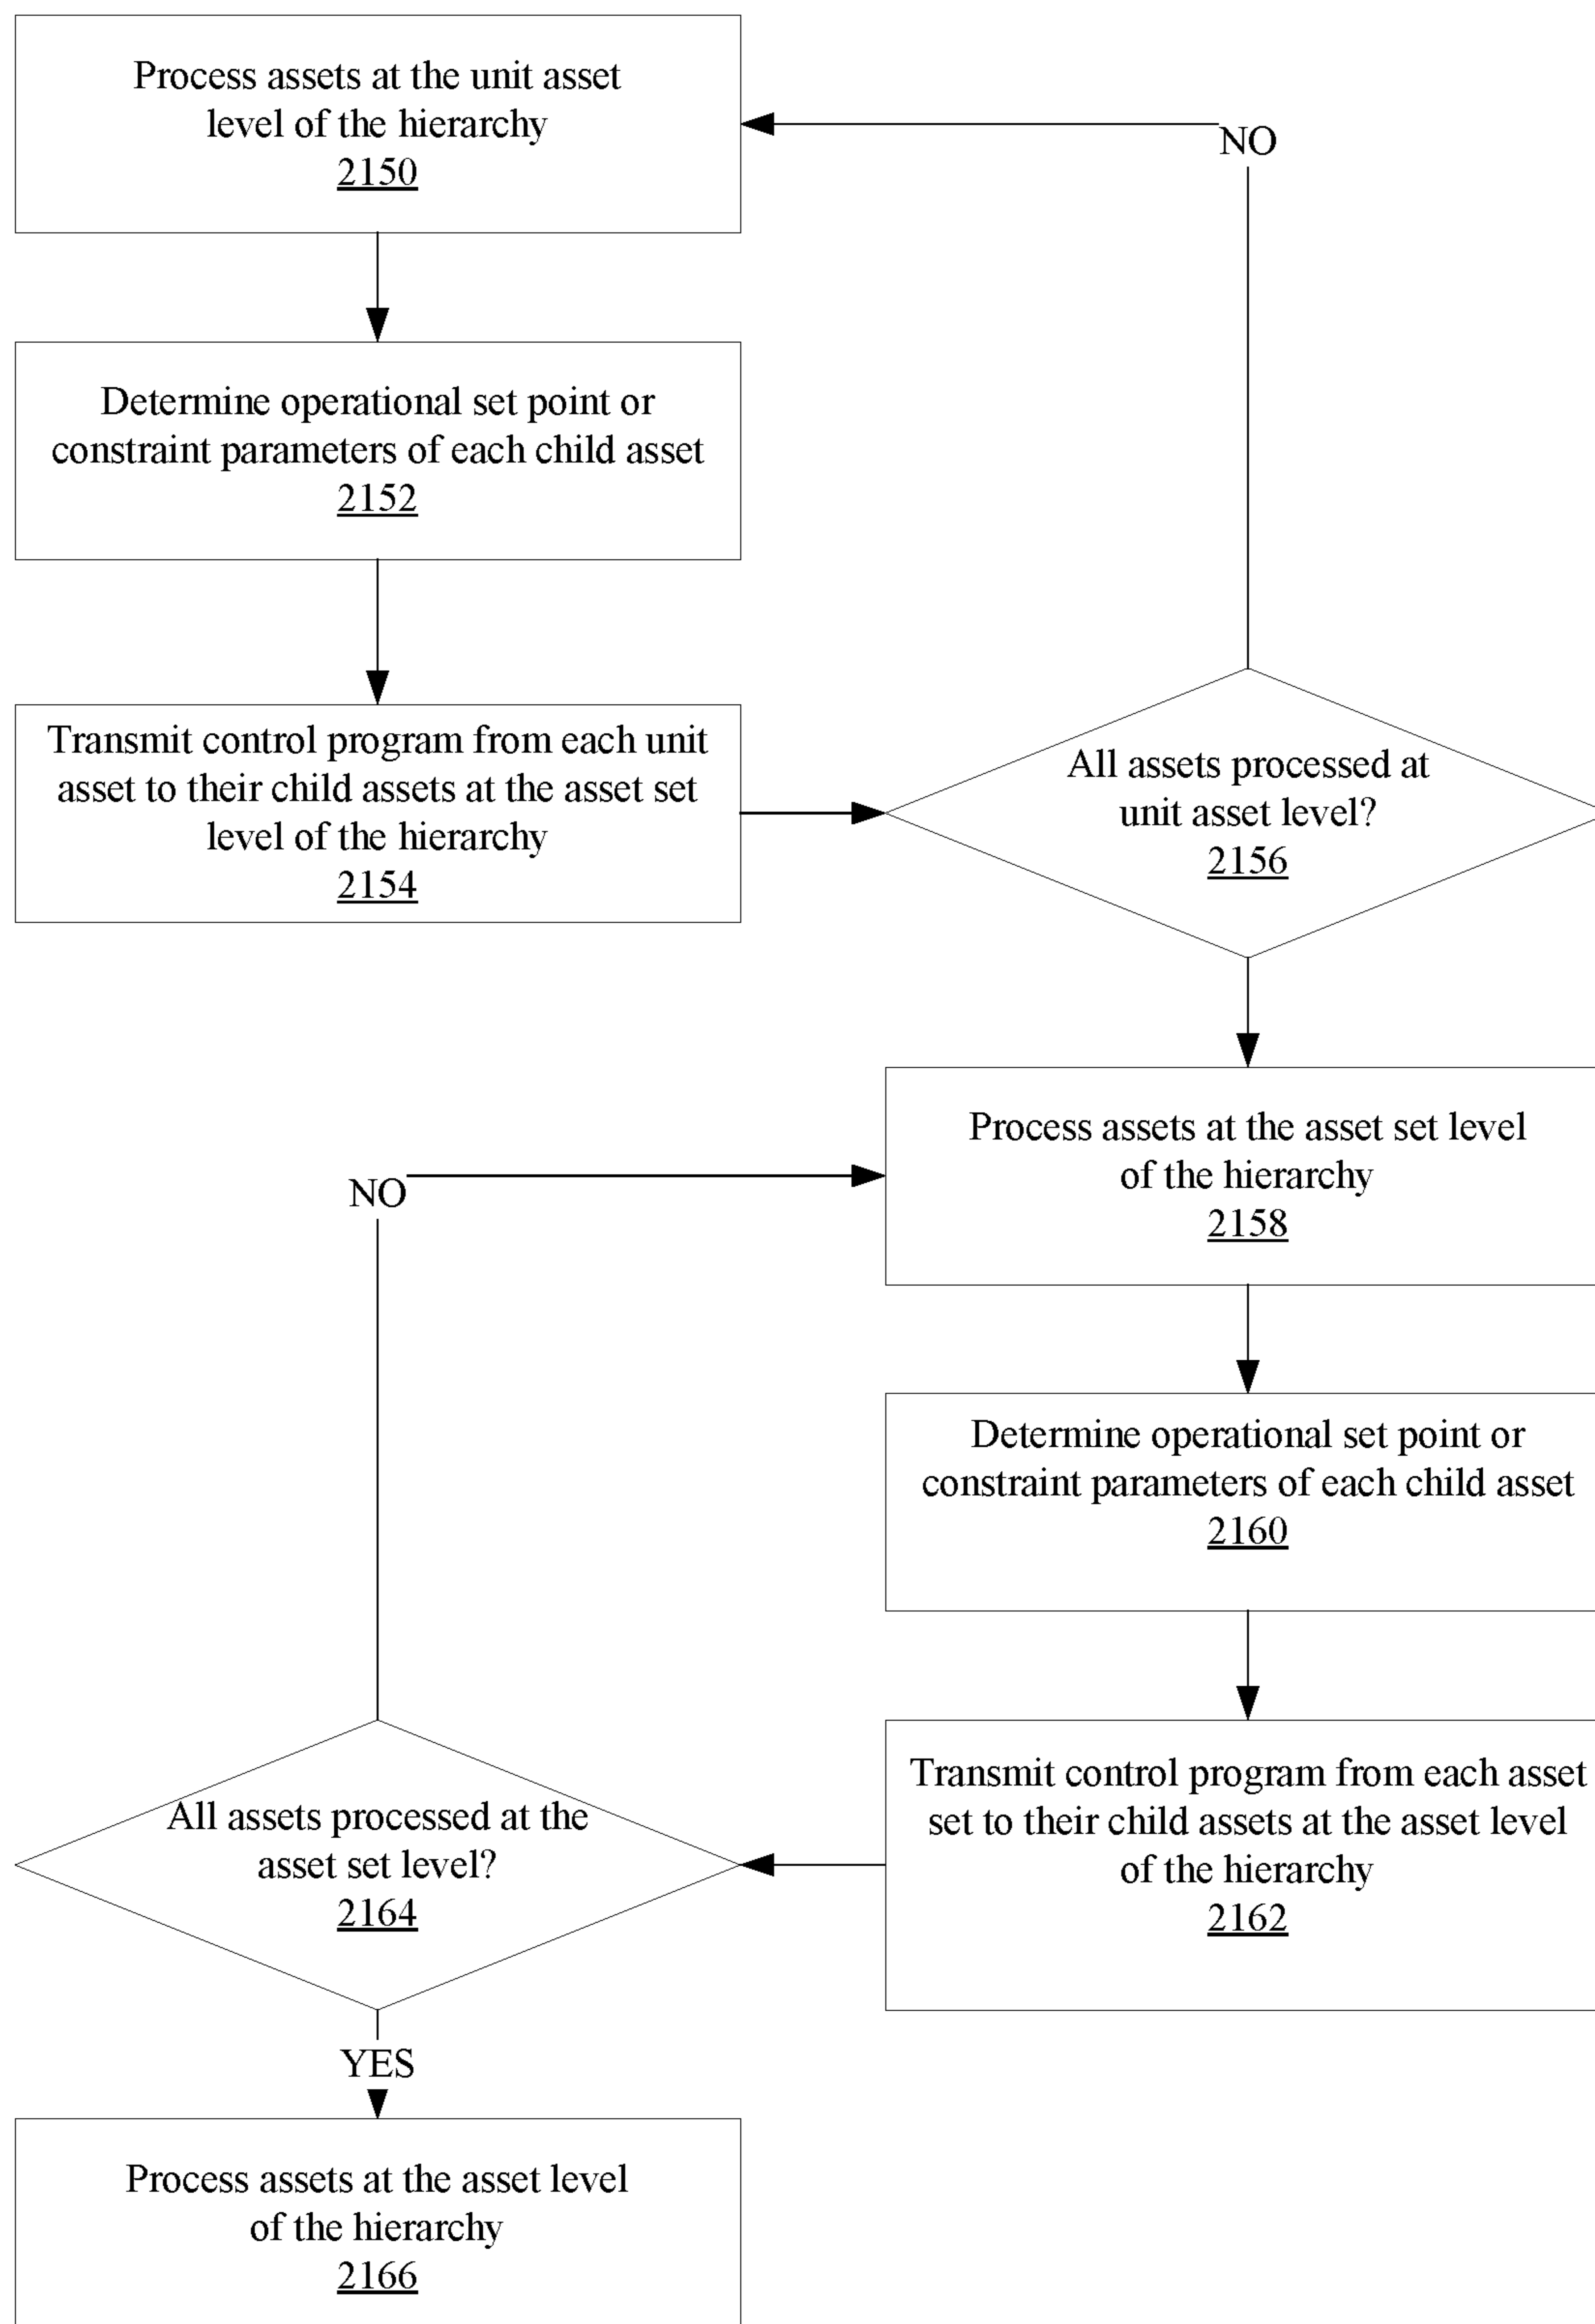 Process assets at the unit asset
level of the hierarchy
2150
NO
Determine operational set point or
constraint parameters of each child asset
2152
Transmit control program from each unit
asset to their child assets at the asset set
level of the hierarchy
2154
All assets processed at
unit asset level?
2156
Process assets at the asset set level
of the hierarchy
2158
NO
Determine operational set point or
constraint parameters of each child asset
2160
Transmit control program from each asset
set to their child assets at the asset level
of the hierarchy
2162
All assets processed at the
asset set level?
2164
YES
Process assets at the asset level
of the hierarchy
2166